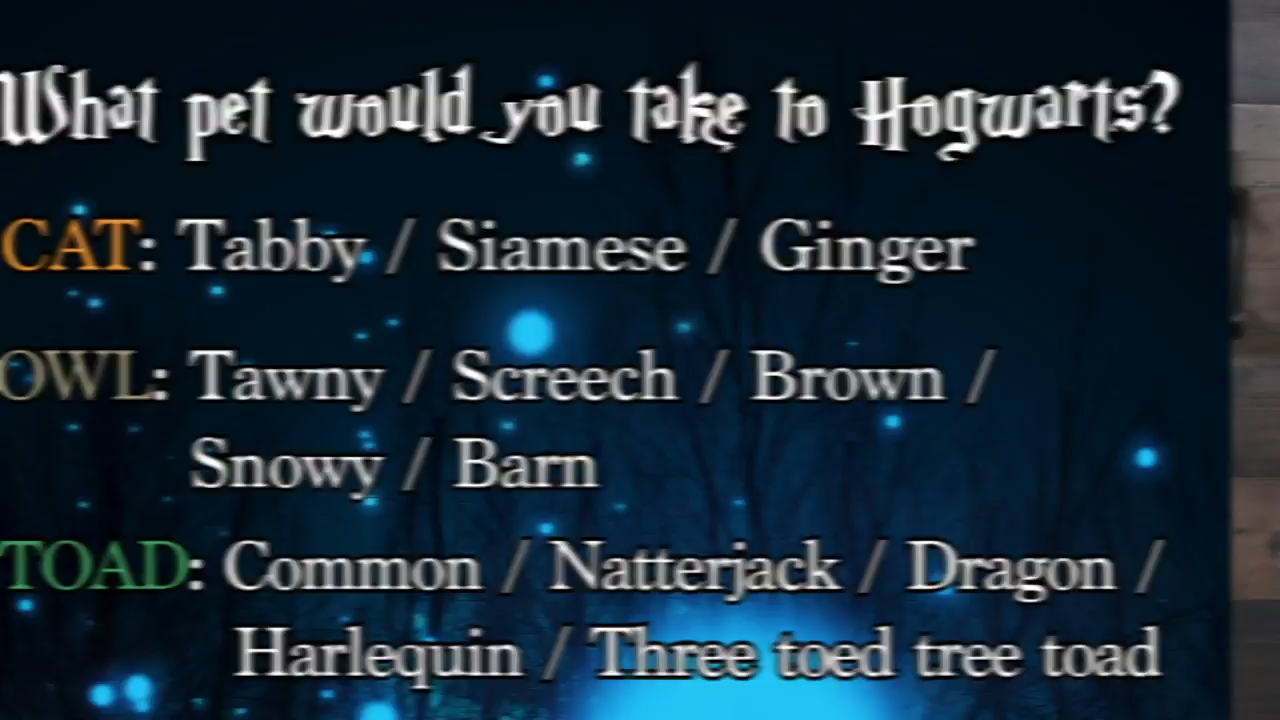 What pet would you take to Hogwarts?
CAT: Tabby / Siamese / Ginger
OWL: Tawny / Screech / Brown /
Snowy / Barn
TOAD: Common / Natterjack / Dragon /
Harlequin / Three toed tree toad